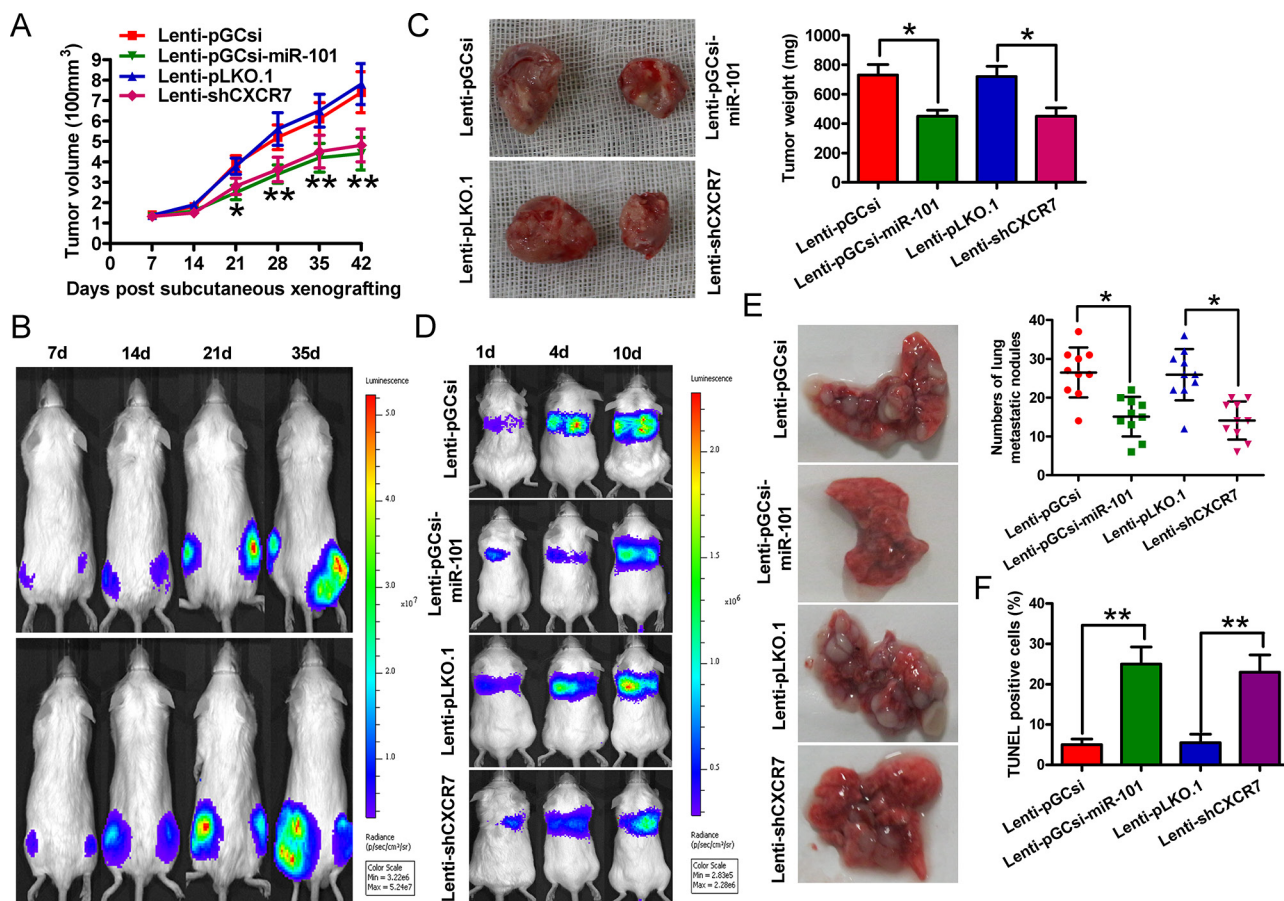 A
Lenti-pGCsi
Lenti-pGCsi-miR-101
Lenti-pLKO.1
Lenti-shCXCR7
Tumor volume (100mm 3)
9
8
7
6
5
4
3
2
1
0
*
**
**
**
0 7 14 21 28 35 42
Days post subcutaneous xenografting
C
Lenti-pGCsi
Lenti-pGCsi-
miR-101
Lenti-pLKO.1
Lenti-shCXCR7
Tumor weight (mg)
1000
800
600
400
200
0
*
*
Lenti-pGCsi
Lenti-pGCsi-miR-101
Lenti-pLKO.1
Lenti-shCXCR7
B
7d 14d 21d 35d
Luminescence
5.0
4.0
3.0
x10⁷
2.0
1.0
Radiance
(p/sec/cm²/sr)
Color Scale
Min = 3.22e6
Max = 5.24e7
D
1d 4d 10d
Lenti-pGCsi
Lenti-pGCsi-
miR-101
Lenti-pLKO.1
Lenti-shCXCR7
Luminescence
2.0
1.5
x10⁶
1.0
0.5
Radiance
(p/sec/cm²/sr)
Color Scale
Min = 2.83e5
Max = 2.28e6
E
Lenti-pGCsi
Lenti-pGCsi-
miR-101
Lenti-pLKO.1
Lenti-shCXCR7
Numbers of lung
metastatic nodules
40
30
20
10
0
*
*
Lenti-pGCsi
Lenti-pGCsi-miR-101
Lenti-pLKO.1
Lenti-shCXCR7
F
TUNEL positive cells (%)
40
30
20
10
0
**
**
Lenti-pGCsi
Lenti-pGCsi-miR-101
Lenti-pLKO.1
Lenti-shCXCR7